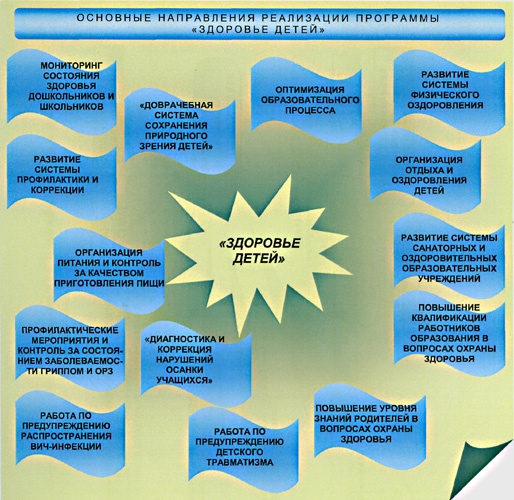 ОСНОВНЫЕ НАПРАВЛЕНИЯ РЕАЛИЗАЦИИ ПРОГРАММЫ
«ЗДОРОВЬЕ ДЕТЕЙ»
МОНИТОРИНГ
СОСТОЯНИЯ
ЗДОРОВЬЯ
ДОШКОЛЬНИКОВ И
ШКОЛЬНИКОВ
«ДОВРАЧЕБНАЯ
СИСТЕМА
СОХРАНЕНИЯ
ПРИРОДНОГО
ЗРЕНИЯ ДЕТЕЙ»
ОПТИМИЗАЦИЯ
ОБРАЗОВАТЕЛЬНОГО
ПРОЦЕССА
РАЗВИТИЕ
СИСТЕМЫ
ФИЗИЧЕСКОГО
ОЗДОРОВЛЕНИЯ
РАЗВИТИЕ
СИСТЕМЫ
ПРОФИЛАКТИКИ И
КОРРЕКЦИИ
ОРГАНИЗАЦИЯ
ОТДЫХА И
ОЗДОРОВЛЕНИЯ
ДЕТЕЙ
«ЗДОРОВЬЕ
ДЕТЕЙ»
ОРГАНИЗАЦИЯ
ПИТАНИЯ И КОНТРОЛЬ
ЗА КАЧЕСТВОМ
ПРИГОТОВЛЕНИЯ ПИЩИ
РАЗВИТИЕ СИСТЕМЫ
САНАТОРНЫХ И
ОЗДОРОВИТЕЛЬНЫХ
ОБРАЗОВАТЕЛЬНЫХ
УЧРЕЖДЕНИЙ
ПРОФИЛАКТИЧЕСКИЕ
МЕРОПРИЯТИЯ И
КОНТРОЛЬ ЗА СОСТОЯ-
НИЕМ ЗАБОЛЕВАЕМОС-
ТИ ГРИППОМ И ОРЗ
«ДИАГНОСТИКА И
КОРРЕКЦИЯ
НАРУШЕНИЙ
ОСАНКИ
УЧАЩИХСЯ»
ПОВЫШЕНИЕ
КВАЛИФИКАЦИИ
РАБОТНИКОВ
ОБРАЗОВАНИЯ В
ВОПРОСАХ ОХРАНЫ
ЗДОРОВЬЯ
РАБОТА ПО
ПРЕДУПРЕЖДЕНИЮ
РАСПРОСТРАНЕНИЯ
ВИЧ-ИНФЕКЦИИ
РАБОТА ПО
ПРЕДУПРЕЖДЕНИЮ
ДЕТСКОГО
ТРАВМАТИЗМА
ПОВЫШЕНИЕ УРОВНЯ
ЗНАНИЙ РОДИТЕЛЕЙ В
ВОПРОСАХ ОХРАНЫ
ЗДОРОВЬЯ